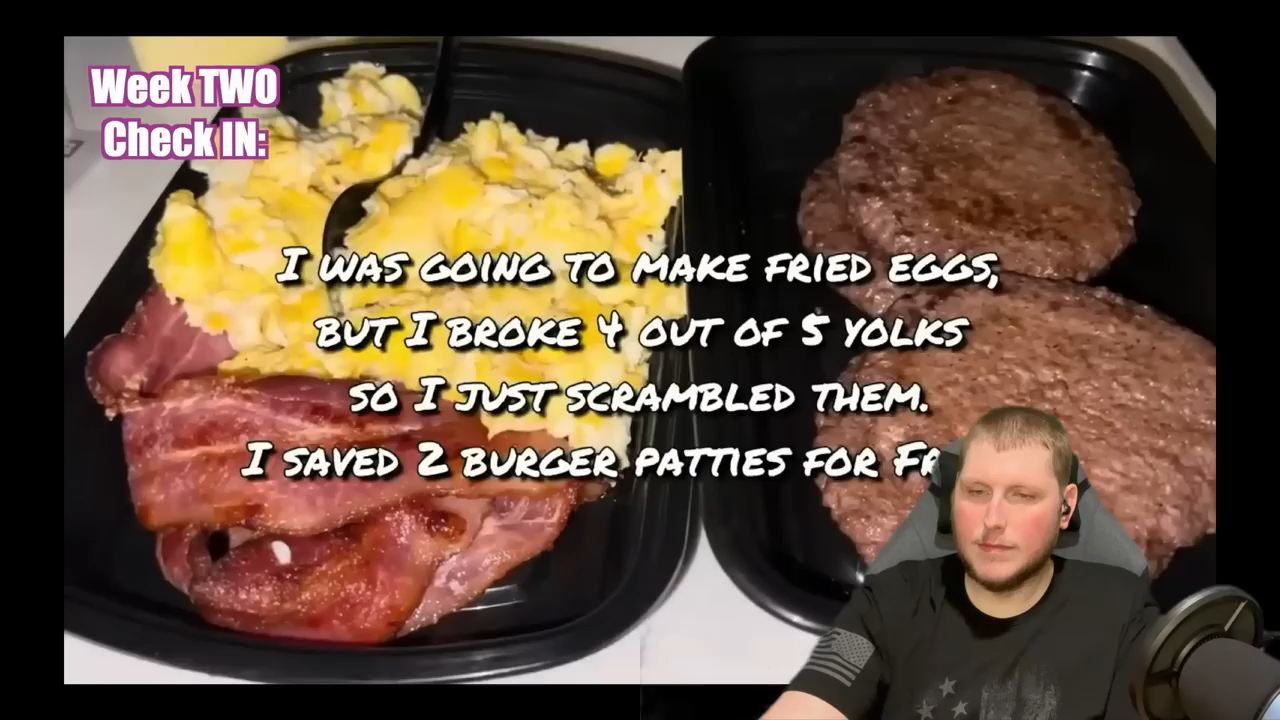 Week TWO
Check IN:
I WAS GOING TO MAKE FRIED EGGS,
BUT I BROKE 4 OUT OF 5 YOLKS
SO I JUST SCRAMBLED THEM.
I SAVED 2 BURGER PATTIES FOR